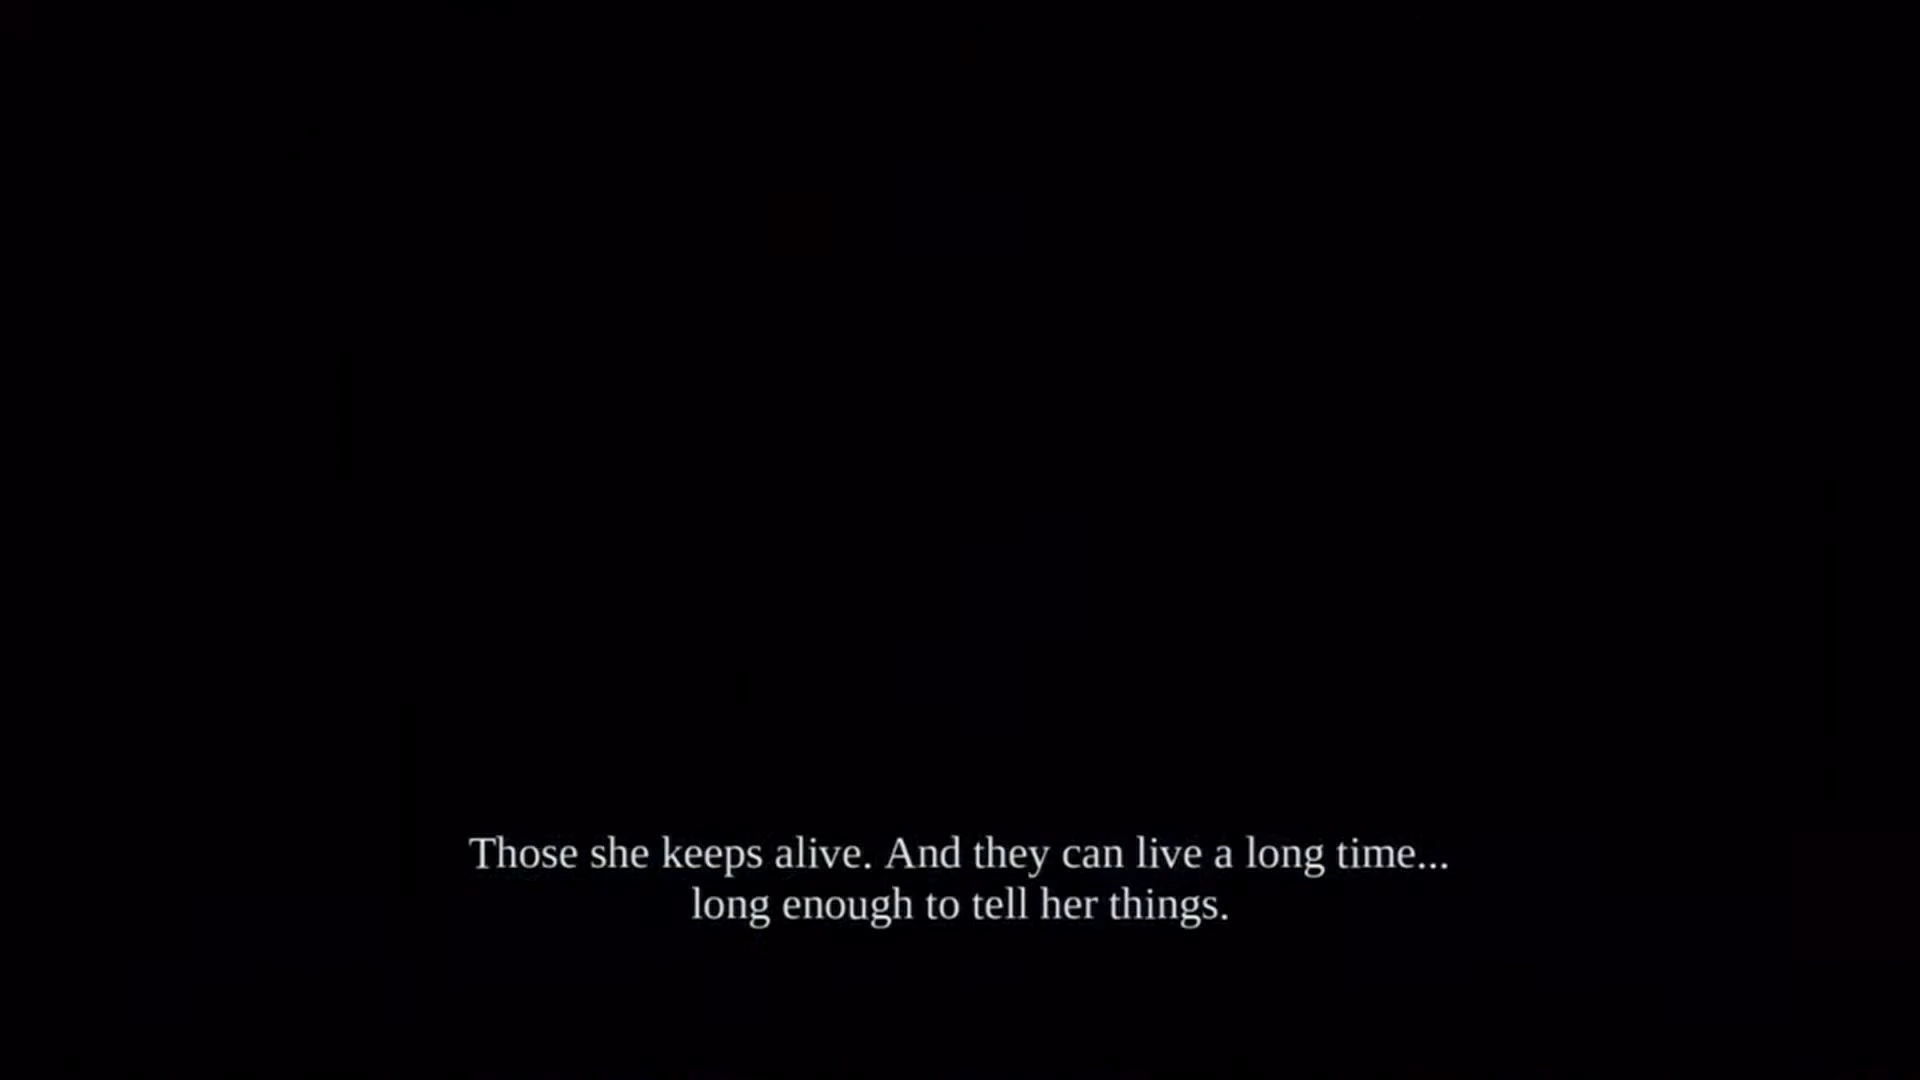 Those she keeps alive. And they can live a long time...
long enough to tell her things.